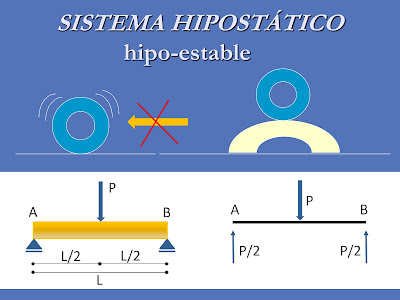 SISTEMA HIPOSTÁTICO
hipo-estable
P
A
B
L/2
L/2
L
P
A
B
P/2
P/2